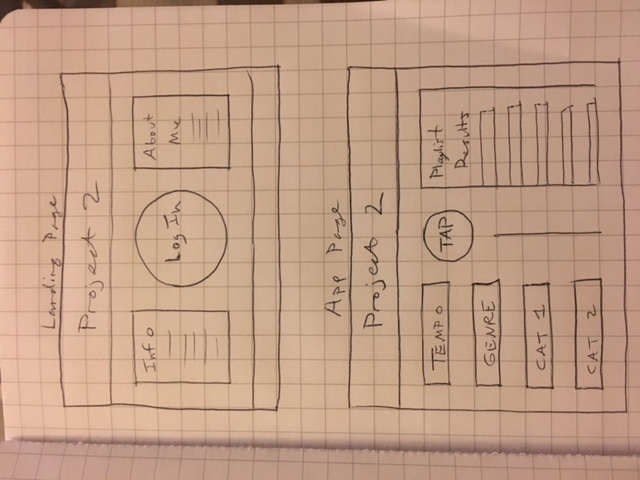 Landing Page
Project 2
Info
Log In
About
Me
App Page
Project 2
TEMPO
TAP
Playlist
Results
GENRE
CAT 1
CAT 2